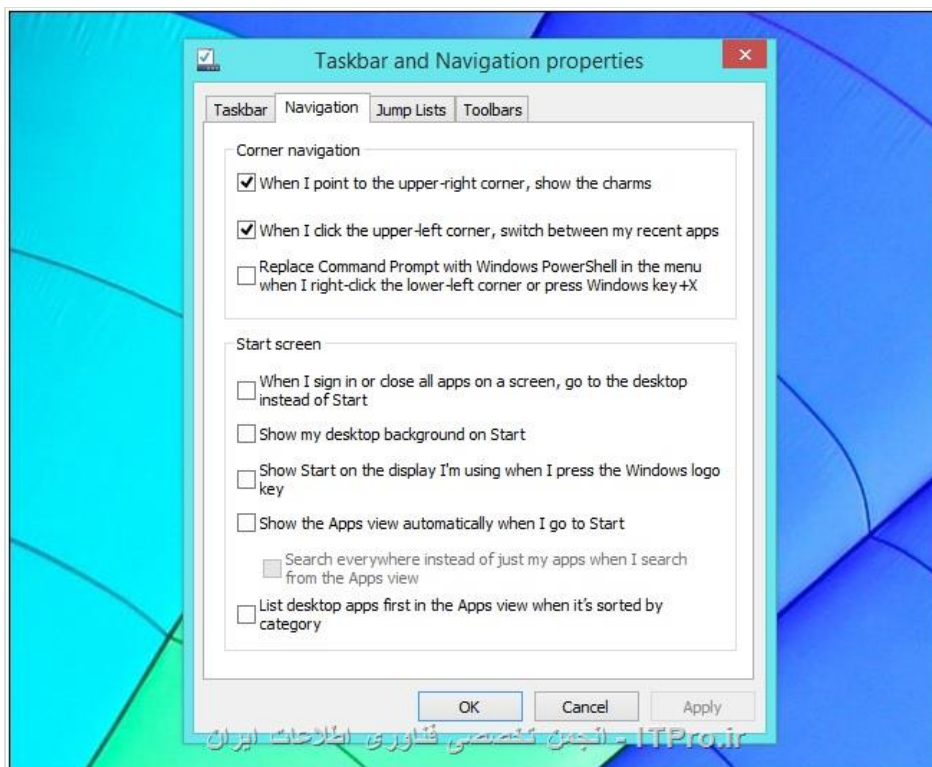 Taskbar and Navigation properties
Taskbar
Navigation
Jump Lists
Toolbars
Corner navigation
When I point to the upper-right corner, show the charms
When I click the upper-left corner, switch between my recent apps
Replace Command Prompt with Windows PowerShell in the menu
when I right-click the lower-left corner or press Windows key+X
Start screen
When I sign in or close all apps on a screen, go to the desktop
instead of Start
Show my desktop background on Start
Show Start on the display I'm using when I press the Windows logo
key
Show the Apps view automatically when I go to Start
Search everywhere instead of just my apps when I search
from the Apps view
List desktop apps first in the Apps view when it's sorted by
category
OK
Cancel
Apply
ITPro.ir - انجمن تخصصی فناوری اطلاعات ایران